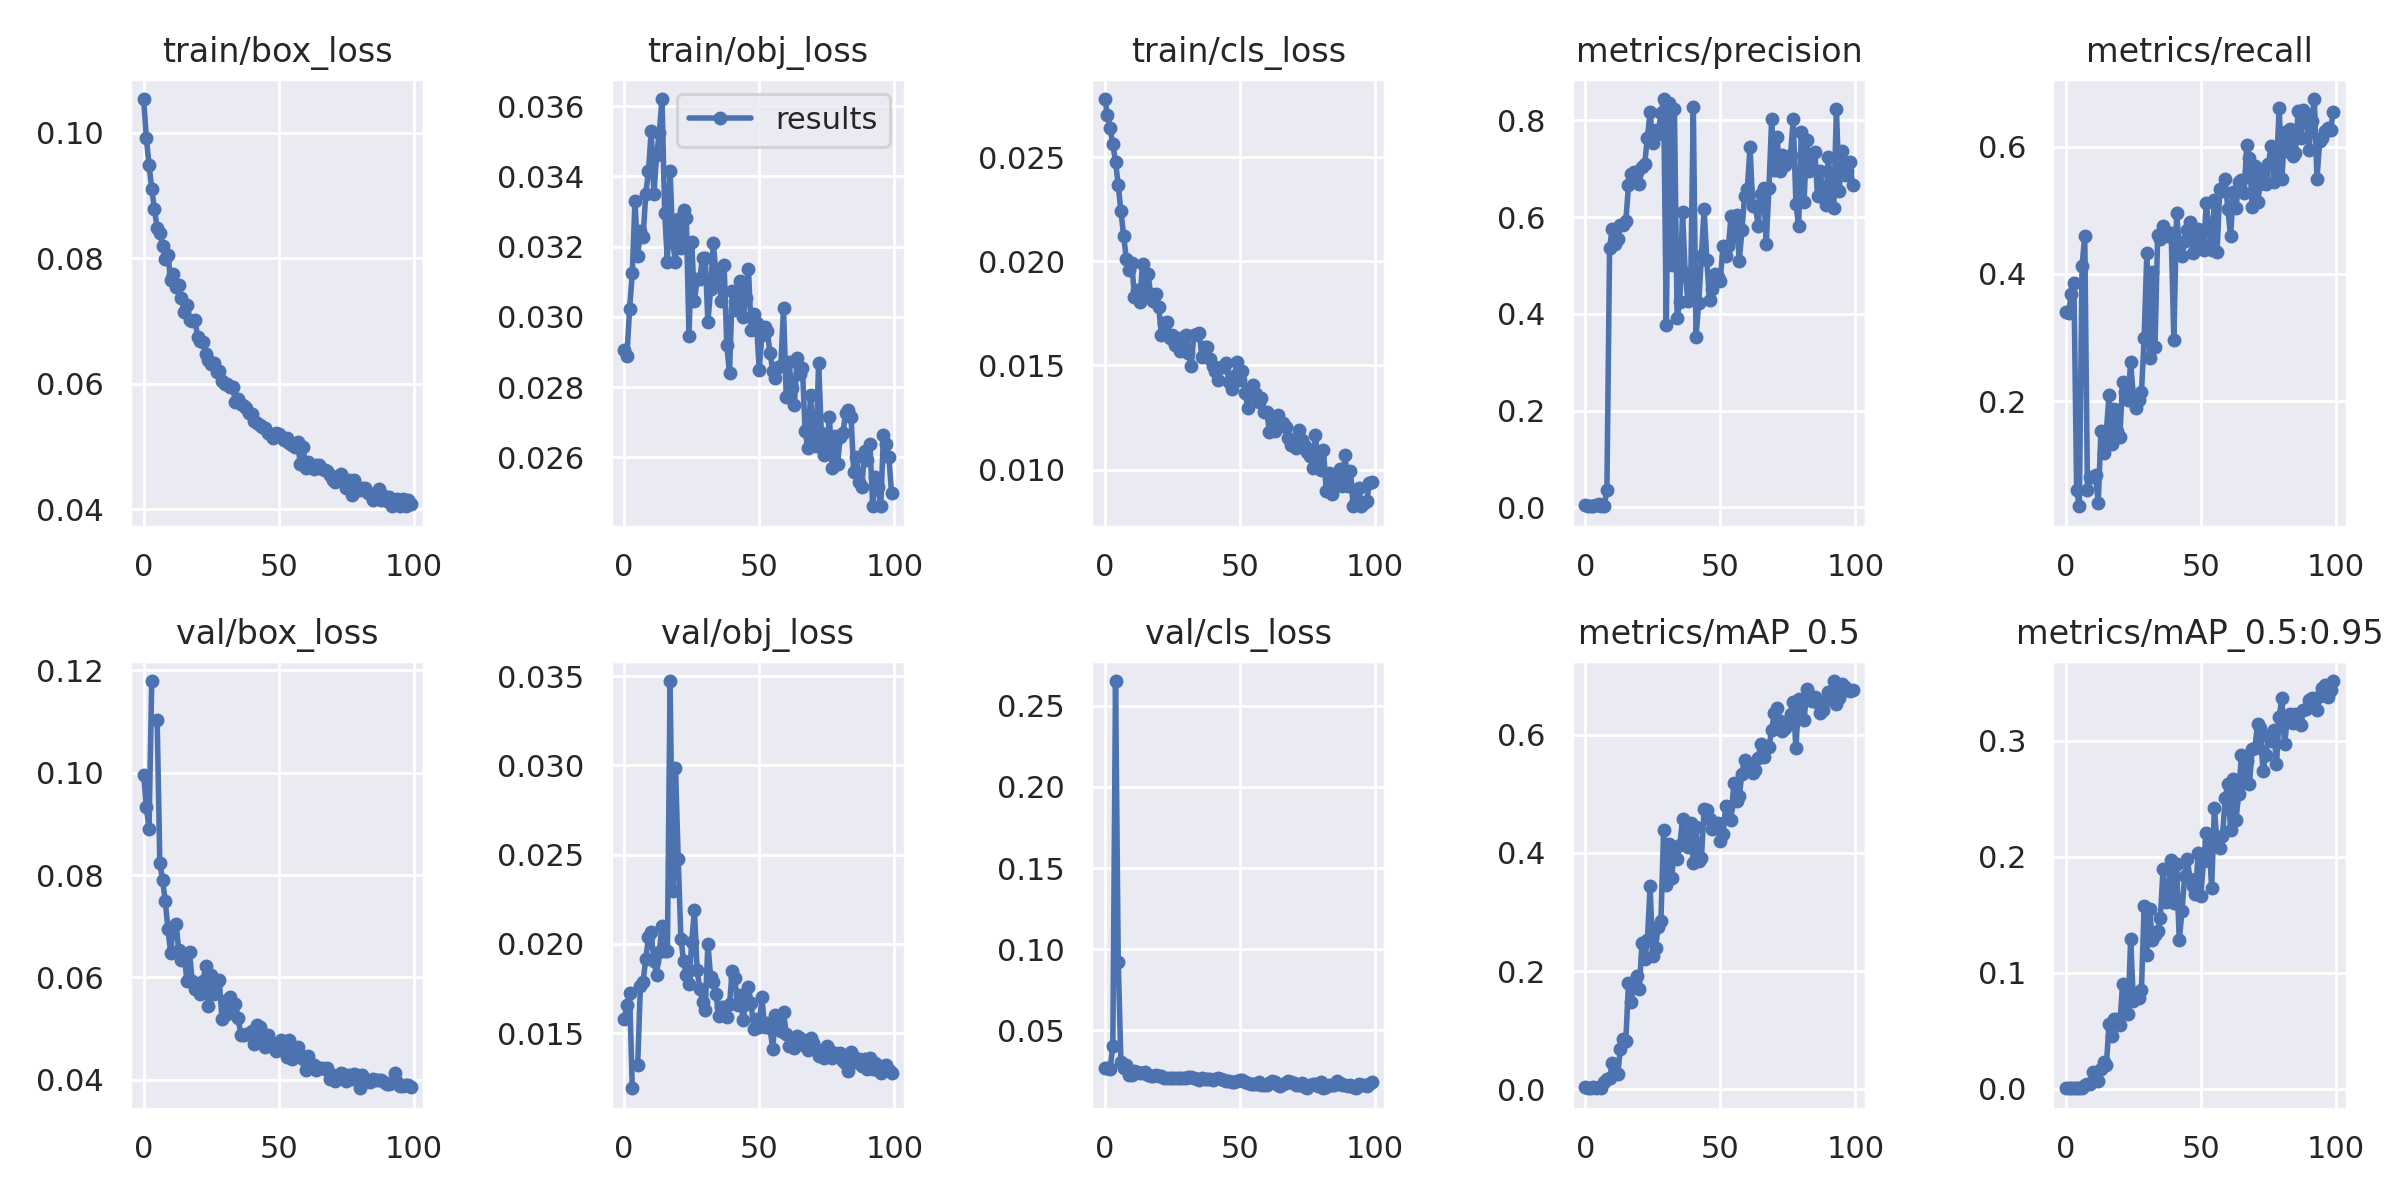 train/box_loss
0.10
0.08
0.06
0.04
0 50 100
train/obj_loss
results
0.036
0.034
0.032
0.030
0.028
0.026
0 50 100
train/cls_loss
0.025
0.020
0.015
0.010
0 50 100
metrics/precision
0.8
0.6
0.4
0.2
0.0
0 50 100
metrics/recall
0.6
0.4
0.2
0 50 100
val/box_loss
0.12
0.10
0.08
0.06
0.04
0 50 100
val/obj_loss
0.035
0.030
0.025
0.020
0.015
0 50 100
val/cls_loss
0.25
0.20
0.15
0.10
0.05
0 50 100
metrics/mAP_0.5
0.6
0.4
0.2
0.0
0 50 100
metrics/mAP_0.5:0.95
0.3
0.2
0.1
0.0
0 50 100